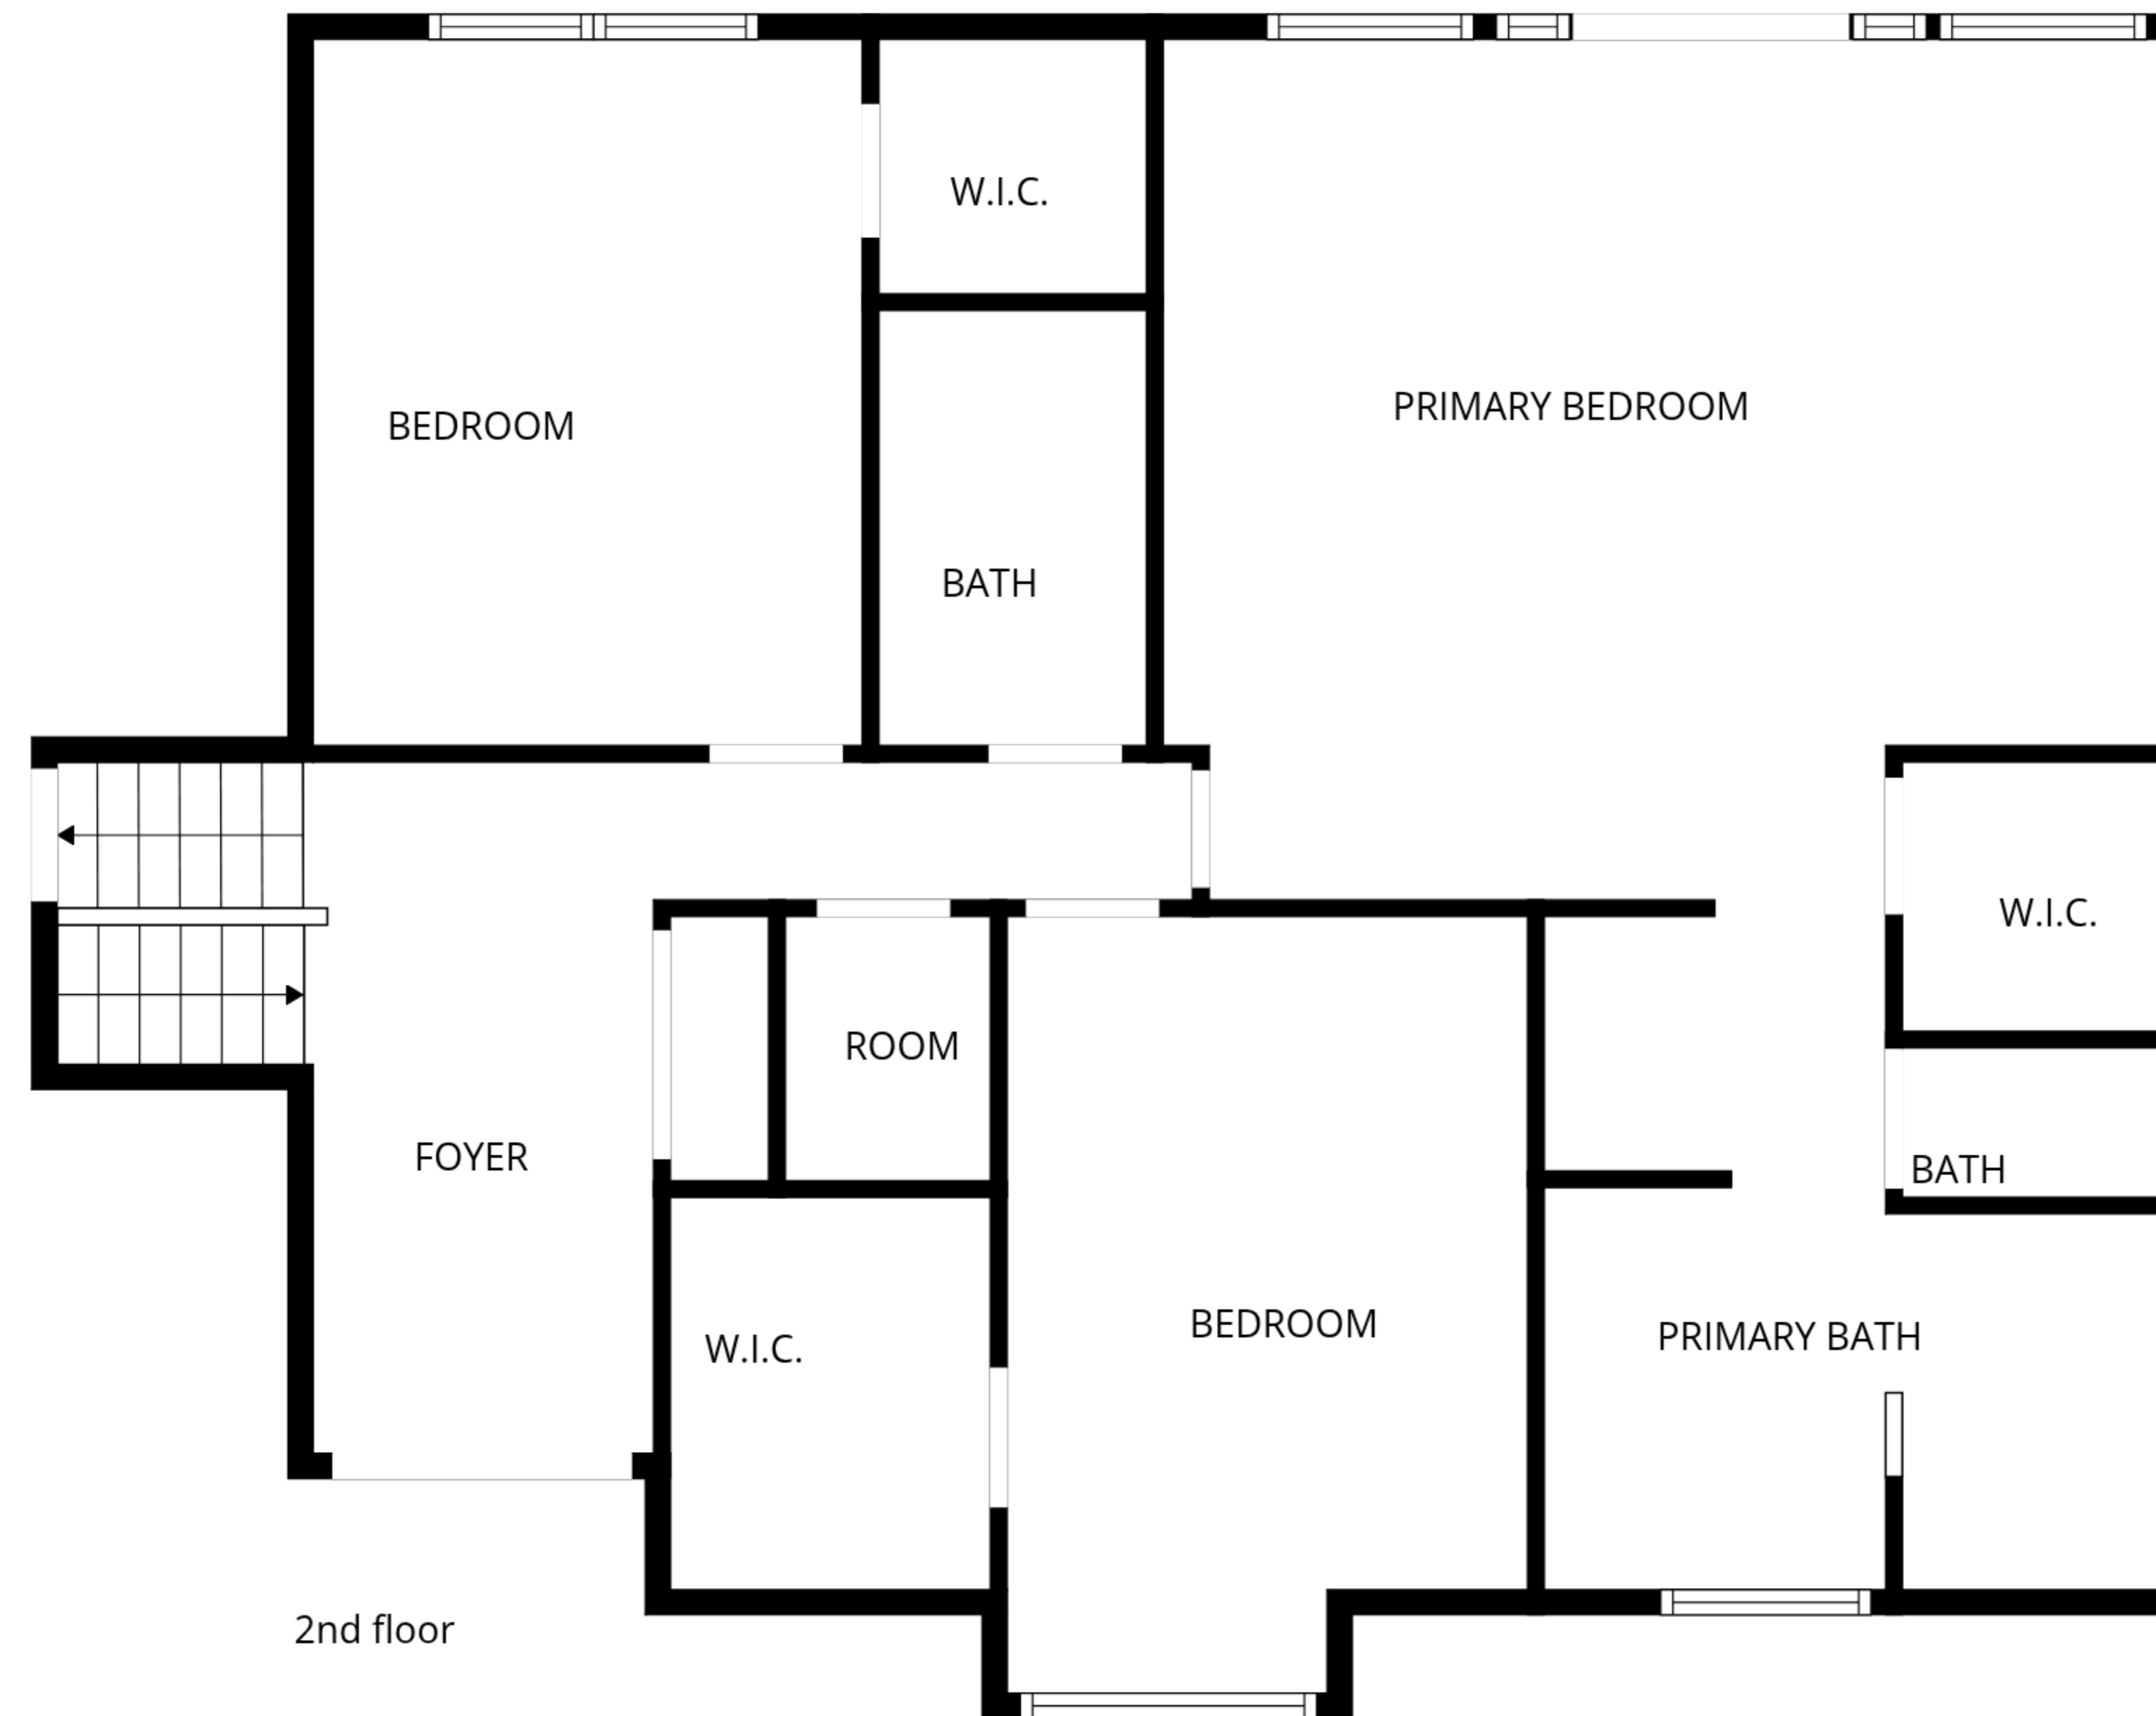 W.I.C.
PRIMARY BEDROOM
BEDROOM
BATH
W.I.C.
ROOM
FOYER
BATH
BEDROOM
PRIMARY BATH
W.I.C.
2nd floor